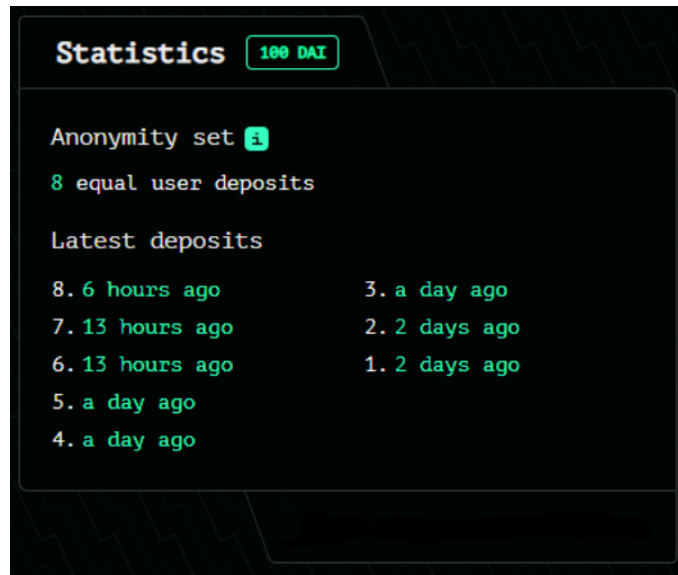 Statistics 100 DAI
Anonymity set i
8 equal user deposits
Latest deposits
8. 6 hours ago
7. 13 hours ago
6. 13 hours ago
5. a day ago
4. a day ago
3. a day ago
2. 2 days ago
1. 2 days ago